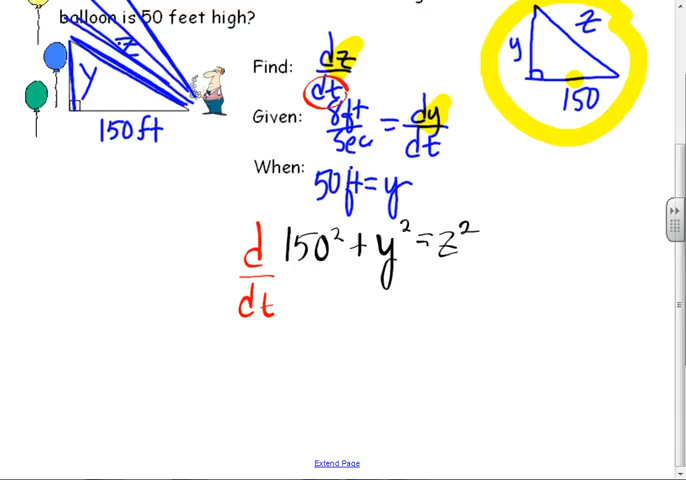 balloon is 50 feet high?
z
y
150 ft
Find: dz/dt
Given: 8ft/sec = dy/dt
When: 50ft = y
y
z
150
d/dt 150² + y² = z²
Extend Page